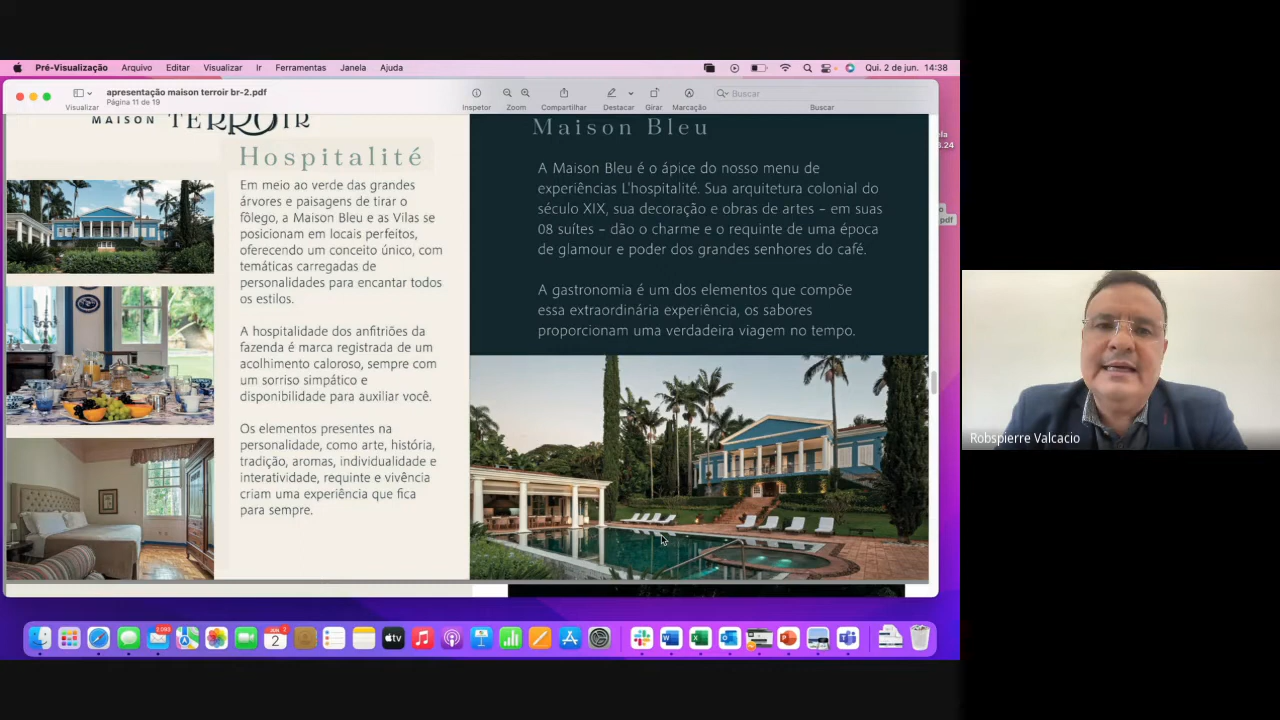 Pré-Visualização Arquivo Editar Visualizar Ir Ferramentas Janela Ajuda
Qui. 2 de jun. 14:38
apresentação maison terroir br-2.pdf
Página 11 de 19
Visualizar
Inspetor Zoom Compartilhar Destacar Girar Marcação
Buscar
Buscar
MAISON TERROIR
Hospitalité
Em meio ao verde das grandes
árvores e paisagens de tirar o
fôlego, a Maison Bleu e as Vilas se
posicionam em locais perfeitos,
oferecendo um conceito único, com
temáticas carregadas de
personalidades para encantar todos
os estilos.
A hospitalidade dos anfitriões da
fazenda é marca registrada de um
acolhimento caloroso, sempre com
um sorriso simpático e
disponibilidade para auxiliar você.
Os elementos presentes na
personalidade, como arte, história,
tradição, aromas, individualidade e
interatividade, requinte e vivência
criam uma experiência que fica
para sempre.
Maison Bleu
A Maison Bleu é o ápice do nosso menu de
experiências L'hospitalité. Sua arquitetura colonial do
século XIX, sua decoração e obras de artes – em suas
08 suítes – dão o charme e o requinte de uma época
de glamour e poder dos grandes senhores do café.
A gastronomia é um dos elementos que compõe
essa extraordinária experiência, os sabores
proporcionam uma verdadeira viagem no tempo.
ela
3.24
pdf
Robspierre Valcacio
JUN
2
tv